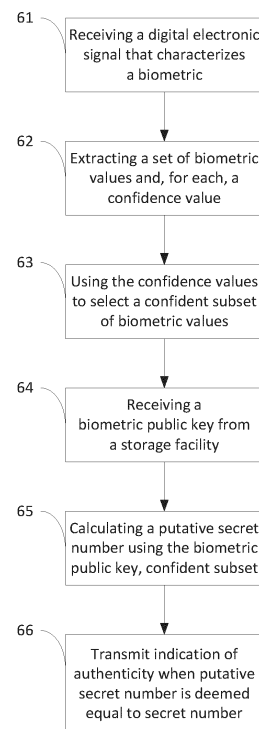 61
Receiving a digital electronic
signal that characterizes
a biometric
62
Extracting a set of biometric
values and, for each, a
confidence value
63
Using the confidence values
to select a confident subset
of biometric values
64
Receiving a
biometric public key from
a storage facility
65
Calculating a putative secret
number using the biometric
public key, confident subset
66
Transmit indication of
authenticity when putative
secret number is deemed
equal to secret number